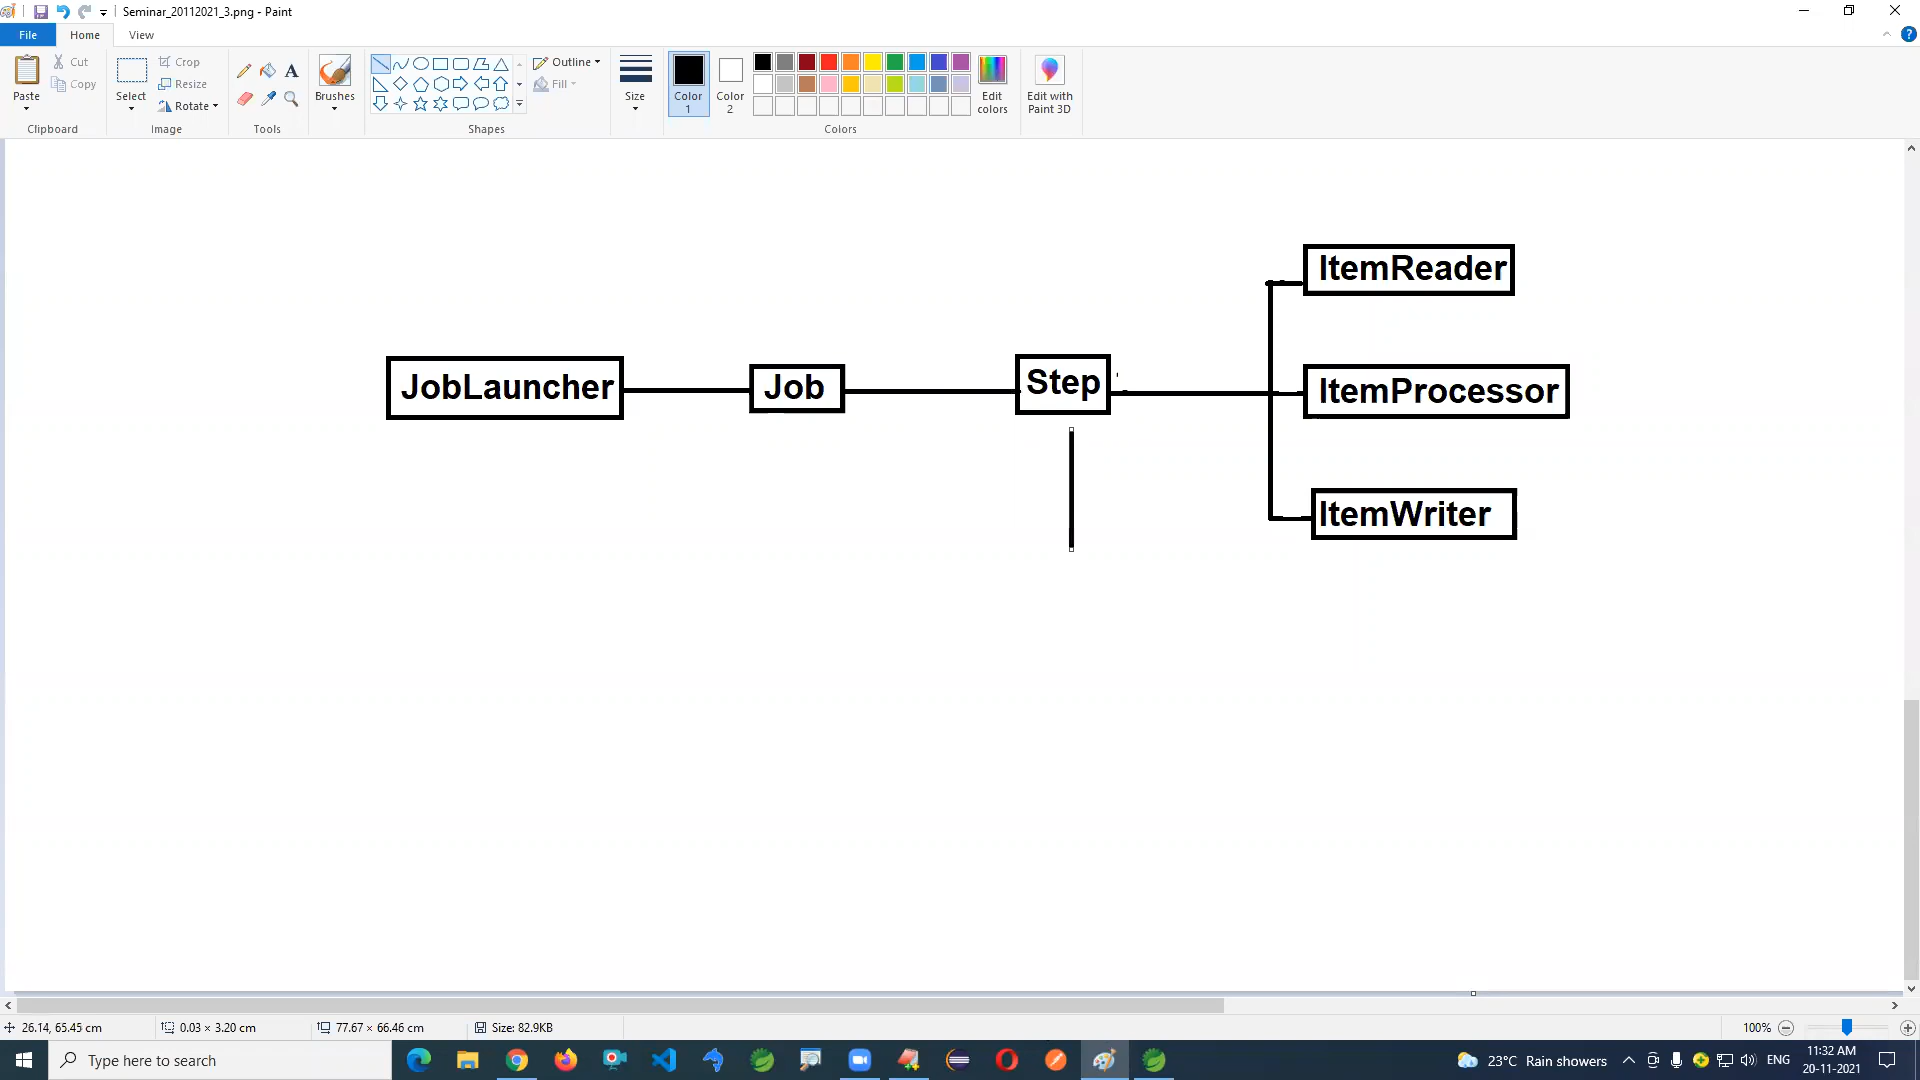 Seminar_20112021_3.png - Paint
File
Home
View
Paste
Cut
Copy
Clipboard
Select
Crop
Resize
Rotate
Image
A
Tools
Brushes
Shapes
Outline
Fill
Size
Color
1
Color
2
Colors
Edit
colors
Edit with
Paint 3D
?
ItemReader
JobLauncher
Job
Step
ItemProcessor
ItemWriter
26.14, 65.45 cm
0.03 × 3.20 cm
77.67 × 66.46 cm
Size: 82.9KB
100%
Type here to search
23°C Rain showers
ENG
11:32 AM
20-11-2021